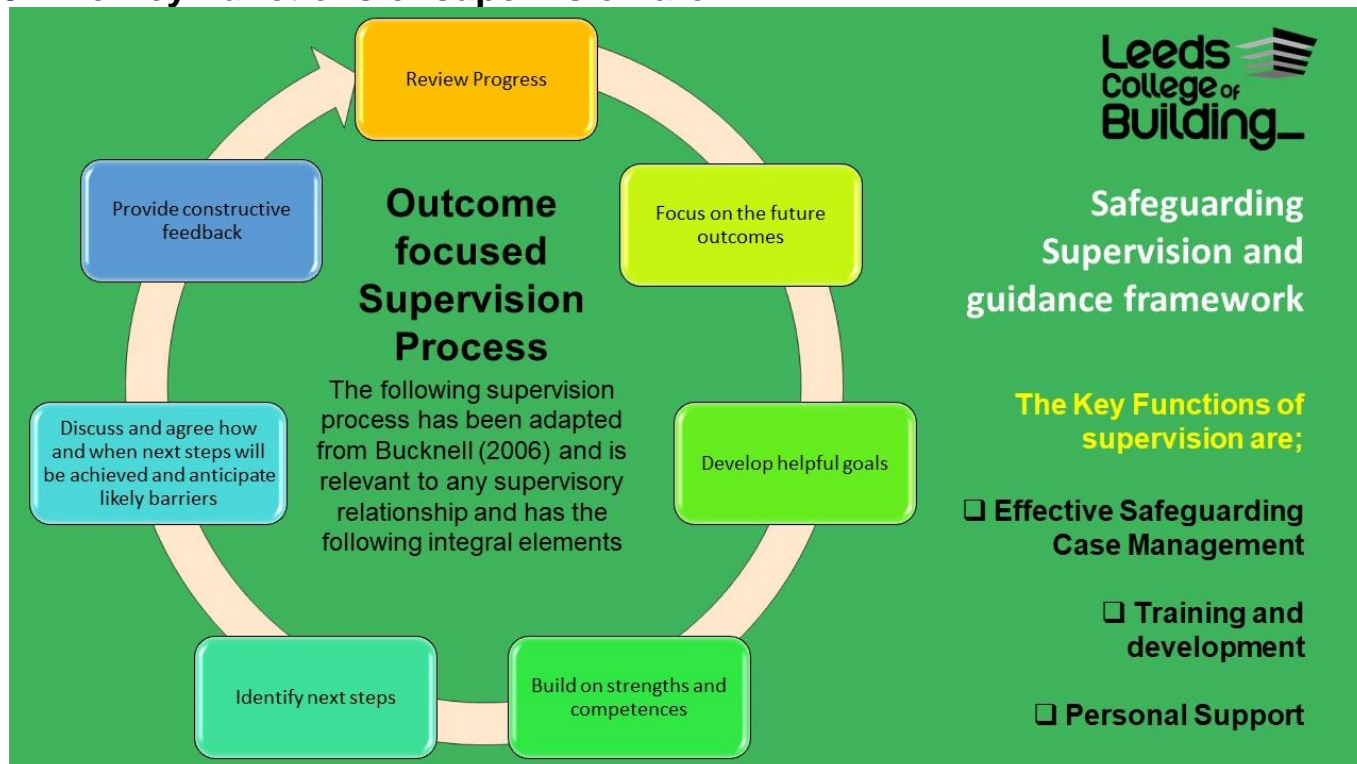 Review Progress
Focus on the future
outcomes
Develop helpful goals
Build on strengths and
competences
Identify next steps
Discuss and agree how
and when next steps will
be achieved and anticipate
likely barriers
Provide constructive
feedback
Outcome
focused
Supervision
Process
The following supervision
process has been adapted
from Bucknell (2006) and is
relevant to any supervisory
relationship and has the
following integral elements
Leeds
College of
Building_
Safeguarding
Supervision and
guidance framework
The Key Functions of
supervision are;
❑ Effective Safeguarding
Case Management
❑ Training and
development
❑ Personal Support